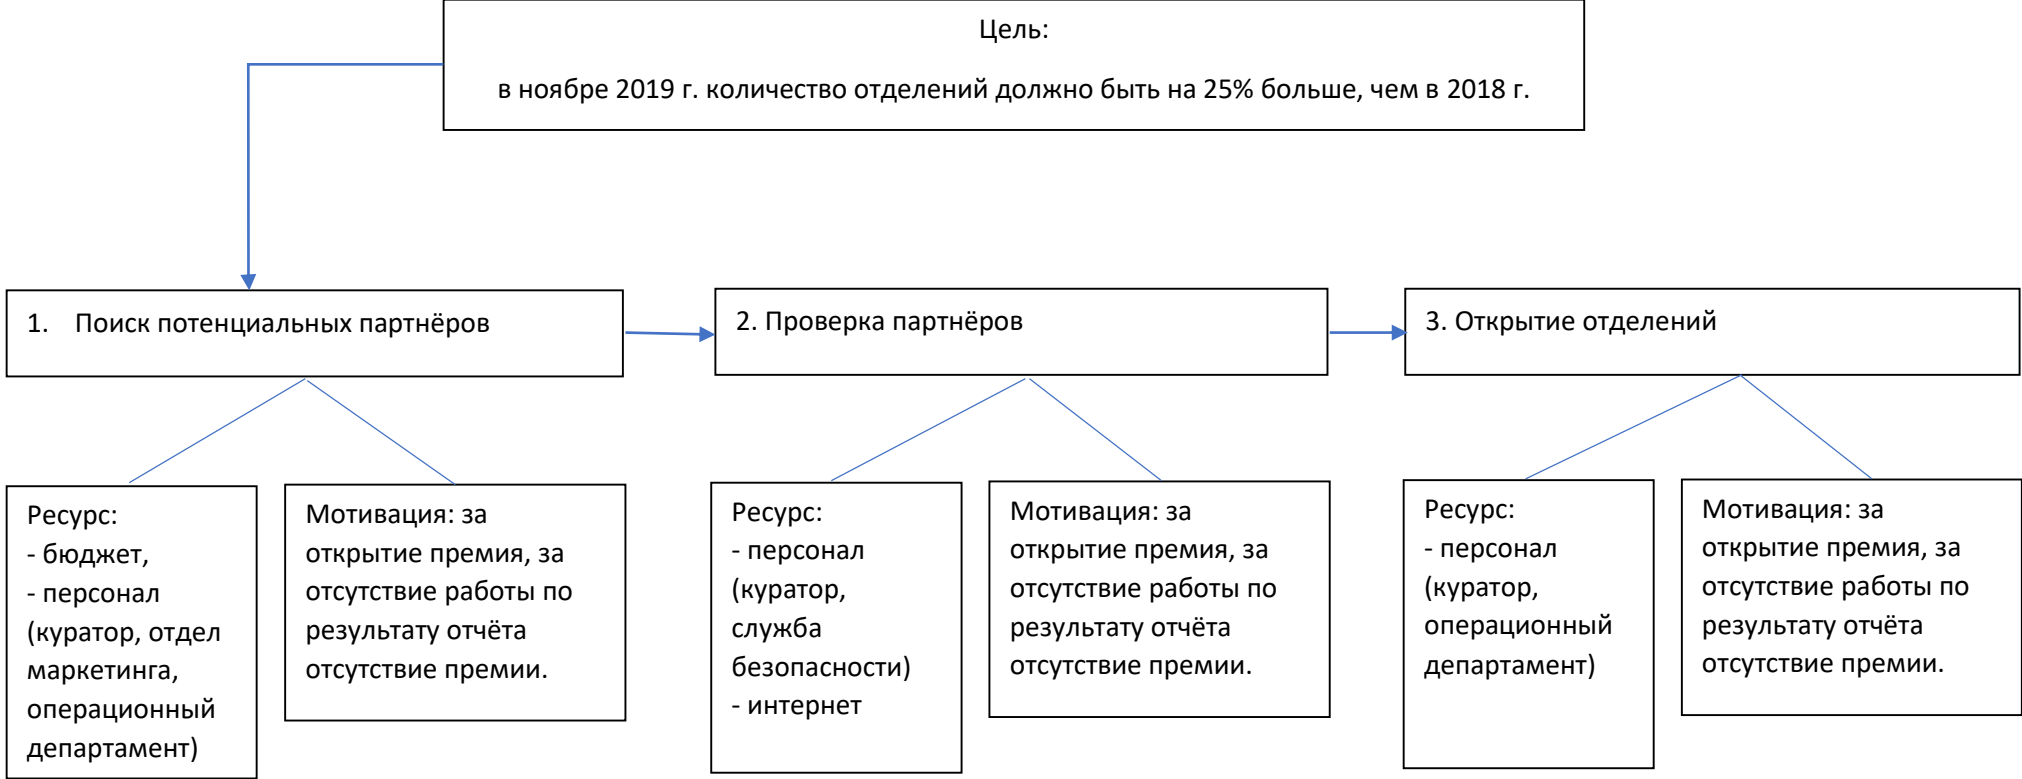 Цель:
в ноябре 2019 г. количество отделений должно быть на 25% больше, чем в 2018 г.
1. Поиск потенциальных партнёров
2. Проверка партнёров
3. Открытие отделений
Ресурс:
- бюджет,
- персонал
(куратор, отдел
маркетинга,
операционный
департамент)
Мотивация: за
открытие премия, за
отсутствие работы по
результату отчёта
отсутствие премии.
Ресурс:
- персонал
(куратор,
служба
безопасности)
- интернет
Мотивация: за
открытие премия, за
отсутствие работы по
результату отчёта
отсутствие премии.
Ресурс:
- персонал
(куратор,
операционный
департамент)
Мотивация: за
открытие премия, за
отсутствие работы по
результату отчёта
отсутствие премии.